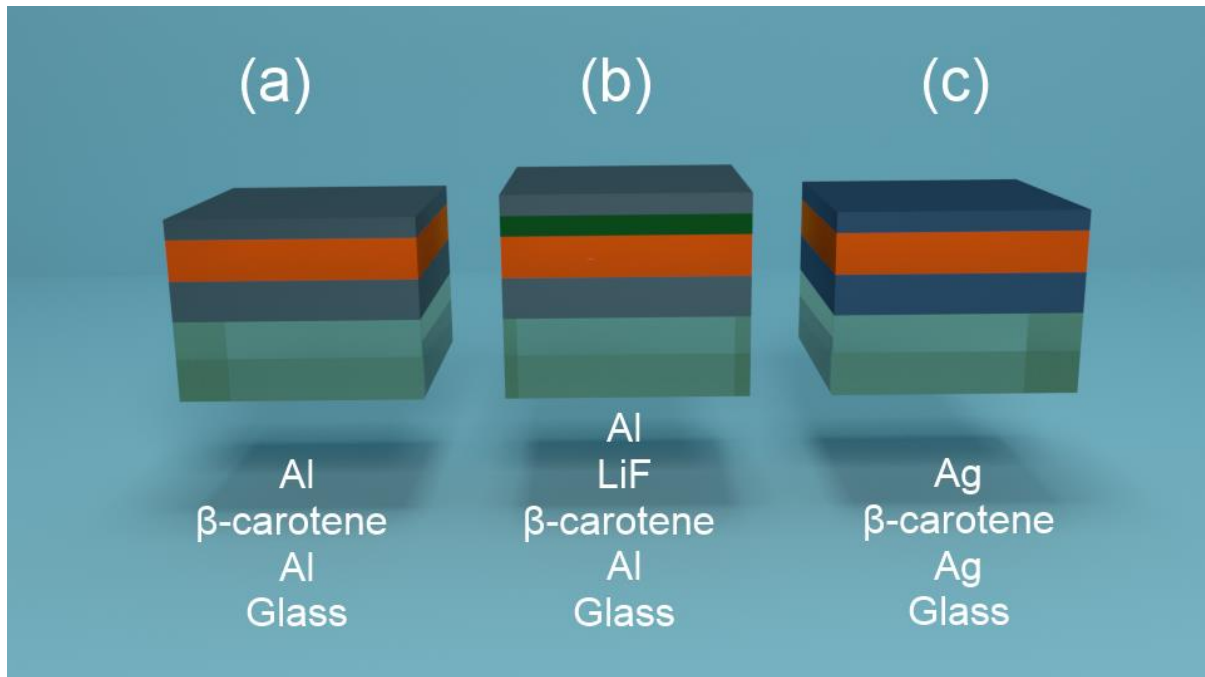 (a)
(b)
(c)
Al
β-carotene
Al
Glass
Al
LiF
β-carotene
Al
Glass
Ag
β-carotene
Ag
Glass